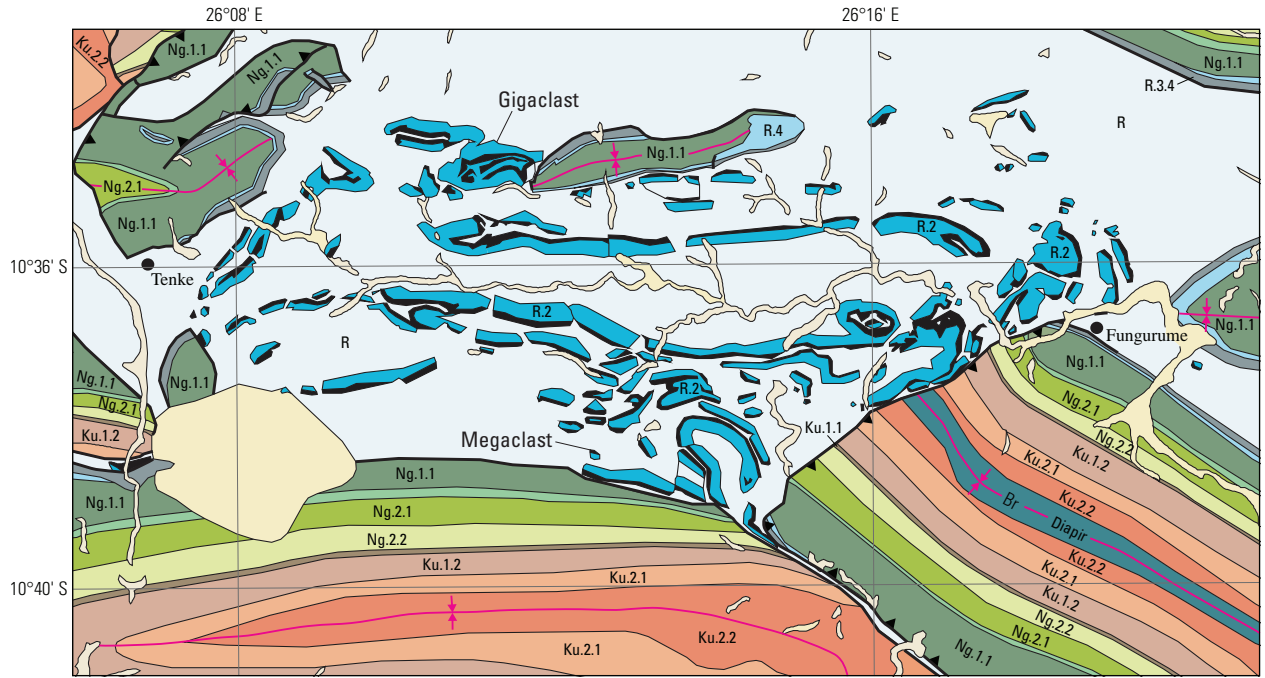 26°08' E
26°16' E
Ku.2.2
Ng.1.1
Ng.1.1
Ng.1.1
R.3.4
Gigaclast
R.4
R
Ng.1.1
Ng.2.1
Ng.1.1
R.2
R.2
10°36' S
Tenke
R.2
R
Fungurume
Ng.1.1
Ng.1.1
Ng.1.1
Ng.1.1
R.2
Ng.2.1
Ng.2.1
Ku.1.2
Megaclast
Ku.1.1
Ng.2.2
Ku.1.2
Ku.2.1
Ku.2.2
Ng.1.1
Ng.1.1
Br
Diapir
Ng.2.1
Ng.2.2
Ku.2.2
Ku.2.1
Ku.1.2
Ng.2.2
Ng.2.1
Ng.1.1
10°40' S
Ku.1.2
Ku.2.1
Ku.2.2
Ku.2.1